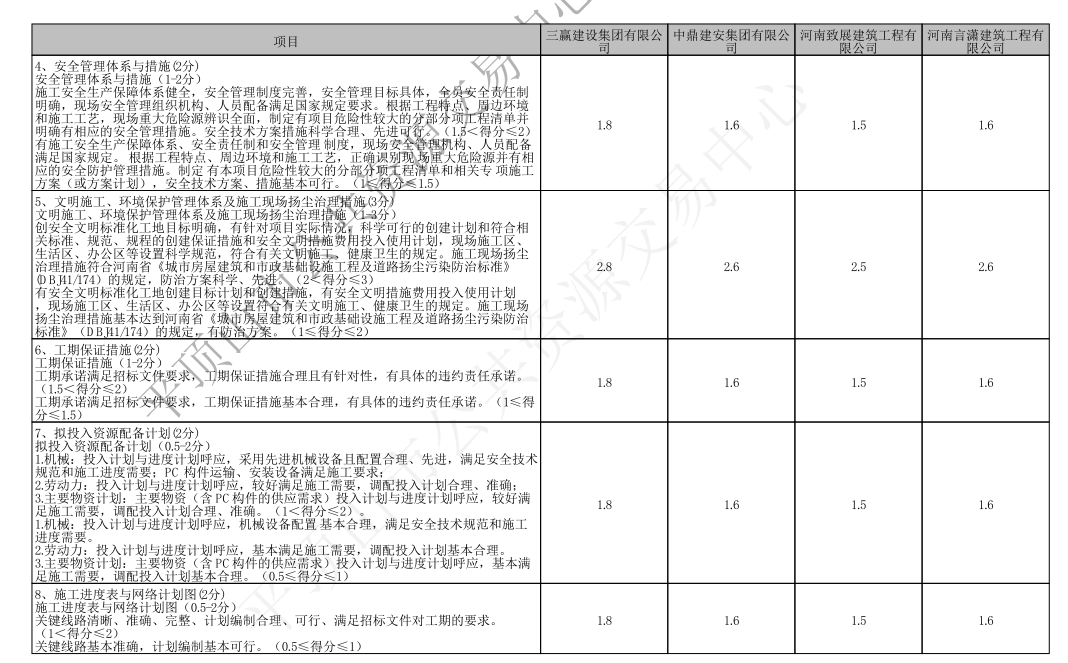 项目
三赢建设集团有限公
司
中鼎建安集团有限公
司
河南致展建筑工程有
限公司
河南言潇建筑工程有
限公司
4、安全管理体系与措施(2分)
安全管理体系与措施（1-2分）
施工安全生产保障体系健全，安全管理制度完善，安全管理目标具体，全员安全责任制
明确，现场安全管理组织机构、人员配备满足国家规定要求。根据工程特点、周边环境
和施工工艺，现场重大危险源辨识全面，制定有项目危险性较大的分部分项工程清单并
明确有相应的安全管理措施。安全技术方案措施科学合理、先进可行。（1.5＜得分≤2）
有施工安全生产保障体系、安全责任制和安全管理 制度，现场安全管理机构、人员配备
满足国家规定。 根据工程特点、周边环境和施工工艺，正确识别现场重大危险源并有相
应的安全防护管理措施。制定 有本项目危险性较大的分部分项工程清单和相关专 项施工
方案（或方案计划），安全技术方案、措施基本可行。（1≤得分≤1.5）
1.8
1.6
1.5
1.6
5、文明施工、环境保护管理体系及施工现场扬尘治理措施(3分)
文明施工、环境保护管理体系及施工现场扬尘治理措施（1-3分）
创安全文明标准化工地目标明确，有针对项目实际情况，科学可行的创建计划和符合相
关标准、规范、规程的创建保证措施和安全文明措施费用投入使用计划，现场施工区、
生活区、办公区等设置科学规范，符合有关文明施工、健康卫生的规定。施工现场扬尘
治理措施符合河南省《城市房屋建筑和市政基础设施工程及道路扬尘污染防治标准》
（DBJ41/174）的规定，防治方案科学、先进。（2＜得分≤3）
有安全文明标准化工地创建目标计划和创建措施，有安全文明措施费用投入使用计划
，现场施工区、生活区、办公区等设置符合有关文明施工、健康卫生的规定。施工现场
扬尘治理措施基本达到河南省《城市房屋建筑和市政基础设施工程及道路扬尘污染防治
标准》（DBJ41/174）的规定，有防治方案。（1≤得分≤2）
2.8
2.6
2.5
2.6
6、工期保证措施(2分)
工期保证措施（1-2分）
工期承诺满足招标文件要求，工期保证措施合理且有针对性，有具体的违约责任承诺。
（1.5＜得分≤2）
工期承诺满足招标文件要求，工期保证措施基本合理，有具体的违约责任承诺。（1≤得
分≤1.5）
1.8
1.6
1.5
1.6
7、拟投入资源配备计划(2分)
拟投入资源配备计划（0.5-2分）
1.机械：投入计划与进度计划呼应，采用先进机械设备且配置合理、先进，满足安全技术
规范和施工进度需要；PC 构件运输、安装设备满足施工要求；
2.劳动力：投入计划与进度计划呼应，较好满足施工需要，调配投入计划合理、准确；
3.主要物资计划：主要物资（含PC构件的供应需求）投入计划与进度计划呼应，较好满
足施工需要，调配投入计划合理、准确。（1＜得分≤2）。
1.机械：投入计划与进度计划呼应，机械设备配置 基本合理，满足安全技术规范和施工
进度需要。
2.劳动力：投入计划与进度计划呼应，基本满足施工需要，调配投入计划基本合理。
3.主要物资计划：主要物资（含PC构件的供应需求）投入计划与进度计划呼应，基本满
足施工需要，调配投入计划基本合理。（0.5≤得分≤1）
1.8
1.6
1.5
1.6
8、施工进度表与网络计划图(2分)
施工进度表与网络计划图（0.5-2分）
关键线路清晰、准确、完整、计划编制合理、可行、满足招标文件对工期的要求。
（1＜得分≤2）
关键线路基本准确，计划编制基本可行。（0.5≤得分≤1）
1.8
1.6
1.5
1.6
平顶山市公共资源交易中心
平顶山市公共资源交易中心